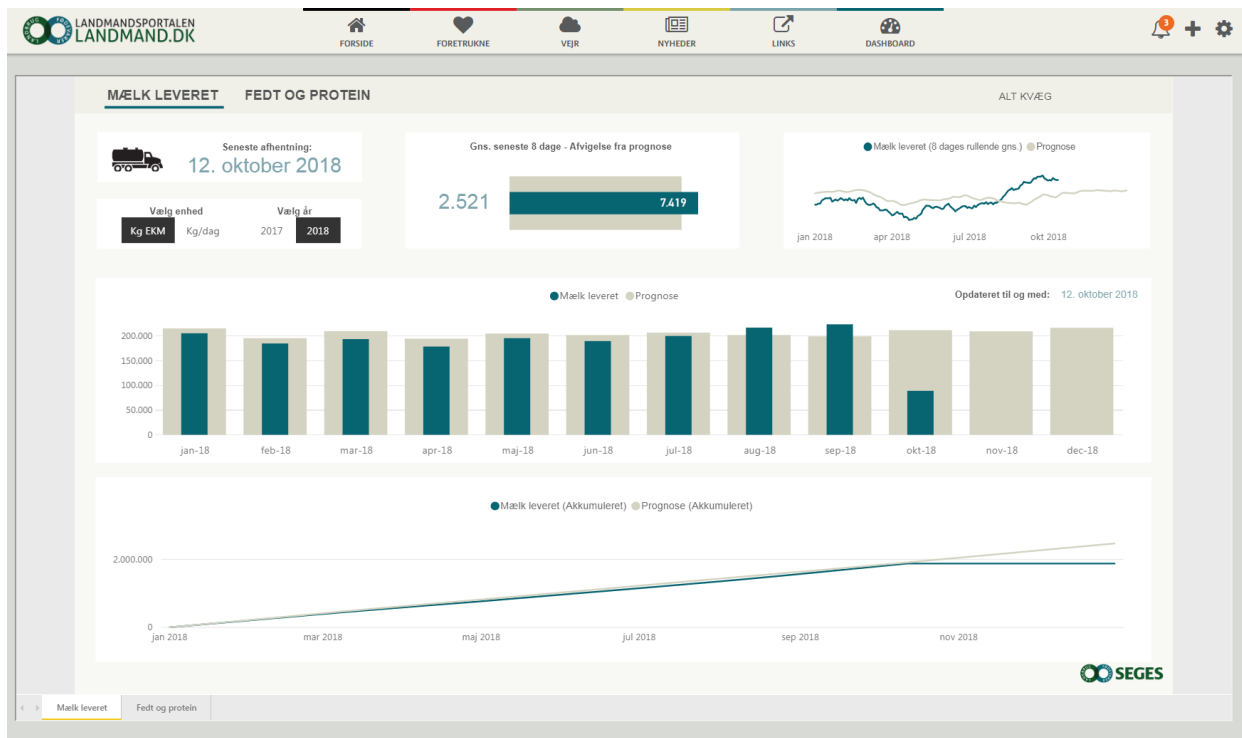 LANDMANDSPORTALEN
LANDMAND.DK
FORSIDE
FORETRUKNE
VEJR
NYHEDER
LINKS
DASHBOARD
3
MÆLK LEVERET
FEDT OG PROTEIN
ALT KVÆG
Seneste afhentning:
12. oktober 2018
Vælg enhed
Kg EKM
Kg/dag
Vælg år
2017
2018
Gns. seneste 8 dage - Afvigelse fra prognose
2.521
7.419
Mælk leveret (8 dages rullende gns.)
Prognose
jan 2018
apr 2018
jul 2018
okt 2018
Mælk leveret
Prognose
Opdateret til og med: 12. oktober 2018
200.000
150.000
100.000
50.000
0
jan-18
feb-18
mar-18
apr-18
maj-18
jun-18
jul-18
aug-18
sep-18
okt-18
nov-18
dec-18
Mælk leveret (Akkumuleret)
Prognose (Akkumuleret)
2.000.000
0
jan 2018
mar 2018
maj 2018
jul 2018
sep 2018
nov 2018
SEGES
Mælk leveret
Fedt og protein